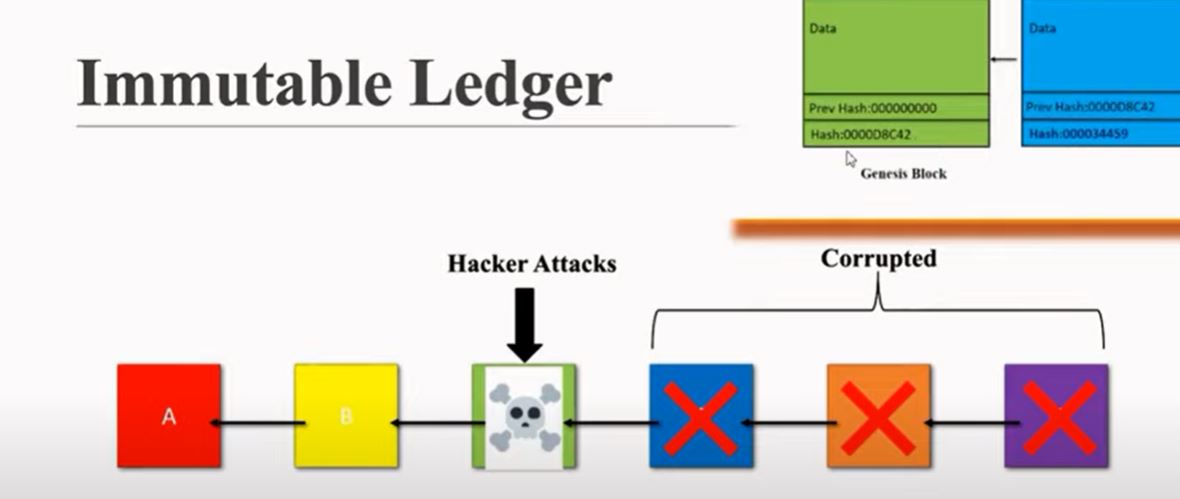 Immutable Ledger
Data
Prev Hash:000000000
Hash:0000D8C42
Genesis Block
Data
Prev Hash:0000D8C42
Hash:000034459
Hacker Attacks
Corrupted
A
B